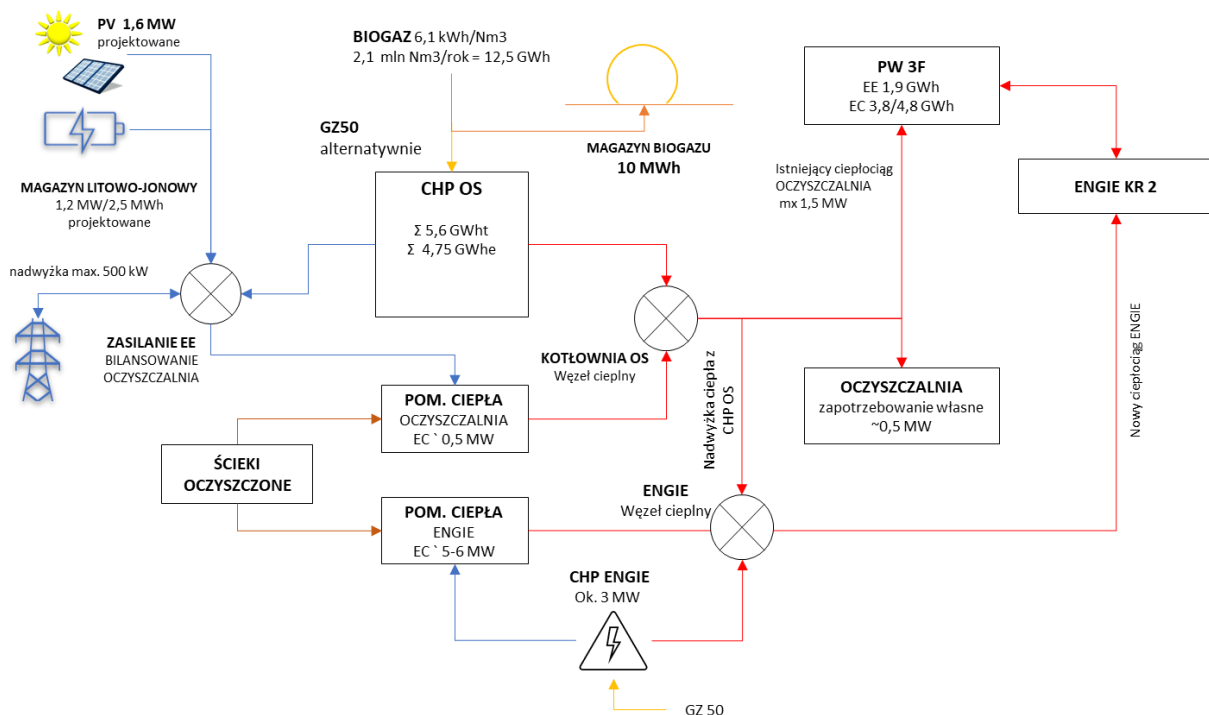 PV 1,6 MW
projektowane
BIOGAZ 6,1 kWh/Nm3
2,1 mln Nm3/rok = 12,5 GWh
PW 3F
EE 1,9 GWh
EC 3,8/4,8 GWh
GZ50
alternatywnie
MAGAZYN BIOGAZU
10 MWh
MAGAZYN LITOWO-JONOWY
1,2 MW/2,5 MWh
projektowane
CHP OS
Σ 5,6 GWht
Σ 4,75 GWhe
Istniejący ciepłociąg
OCZYSZCZALNIA
mx 1,5 MW
ENGIE KR 2
nadwyżka max. 500 kW
ZASILANIE EE
BILANSOWANIE
OCZYSZCZALNIA
KOTŁOWNIA OS
Węzeł cieplny
POM. CIEPŁA
OCZYSZCZALNIA
EC ` 0,5 MW
Nadwyżka ciepła z
CHP OS
OCZYSZCZALNIA
zapotrzebowanie własne
~0,5 MW
Nowy ciepłociąg ENGIE
ŚCIEKI
OCZYSZCZONE
POM. CIEPŁA
ENGIE
EC ` 5-6 MW
ENGIE
Węzeł cieplny
CHP ENGIE
Ok. 3 MW
GZ 50